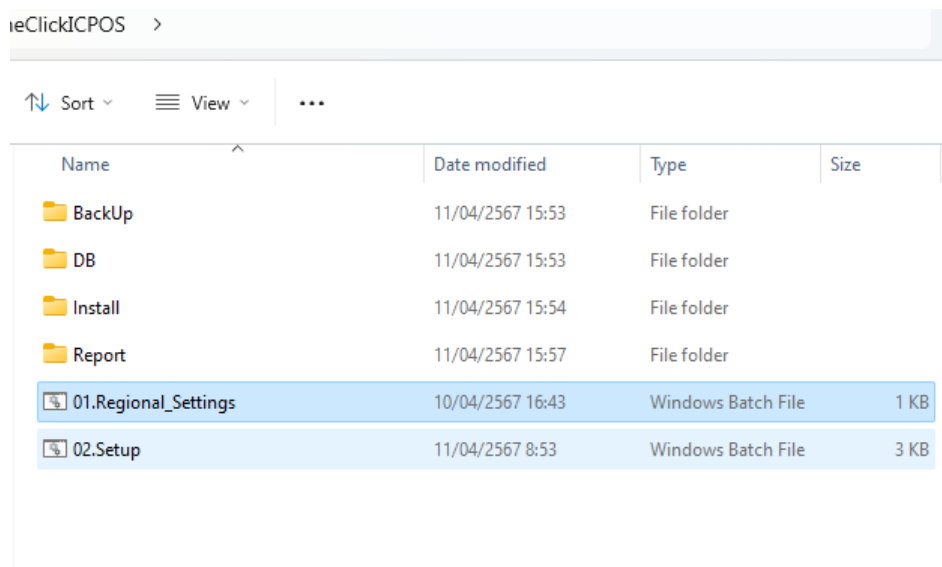 neClickICPOS >
Sort View ...
Name Date modified Type Size
BackUp 11/04/2567 15:53 File folder
DB 11/04/2567 15:53 File folder
Install 11/04/2567 15:54 File folder
Report 11/04/2567 15:57 File folder
01.Regional_Settings 10/04/2567 16:43 Windows Batch File 1 KB
02.Setup 11/04/2567 8:53 Windows Batch File 3 KB